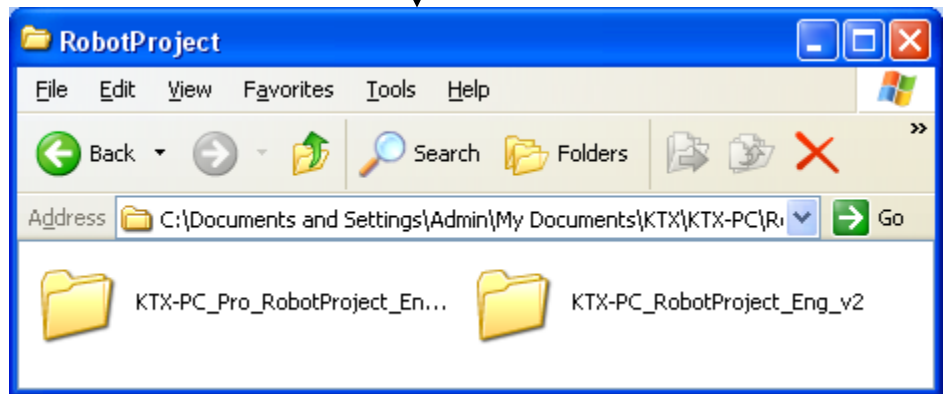 RobotProject
File Edit View Favorites Tools Help
Back Search Folders »
Address C:\Documents and Settings\Admin\My Documents\KTX\KTX-PC\R Go
KTX-PC_Pro_RobotProject_En... KTX-PC_RobotProject_Eng_v2